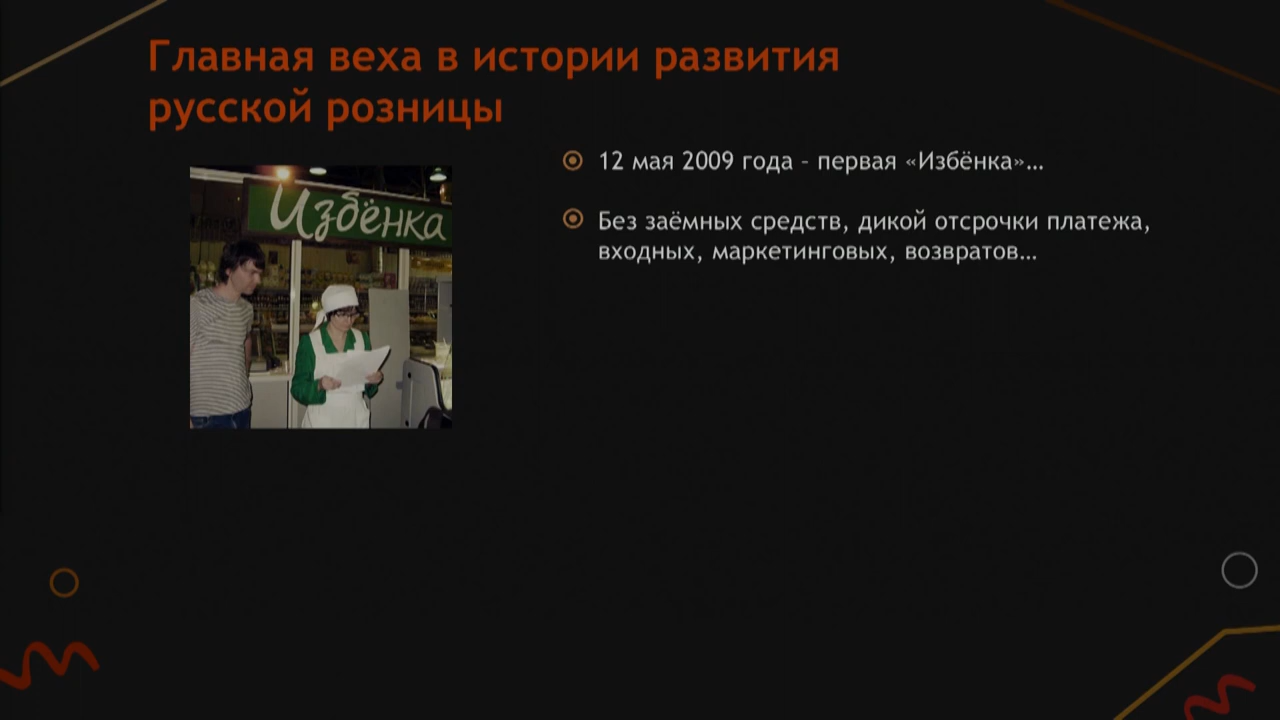 Главная веха в истории развития
русской розницы
12 мая 2009 года – первая «Избёнка»…
Избёнка
Без заёмных средств, дикой отсрочки платежа,
входных, маркетинговых, возвратов…